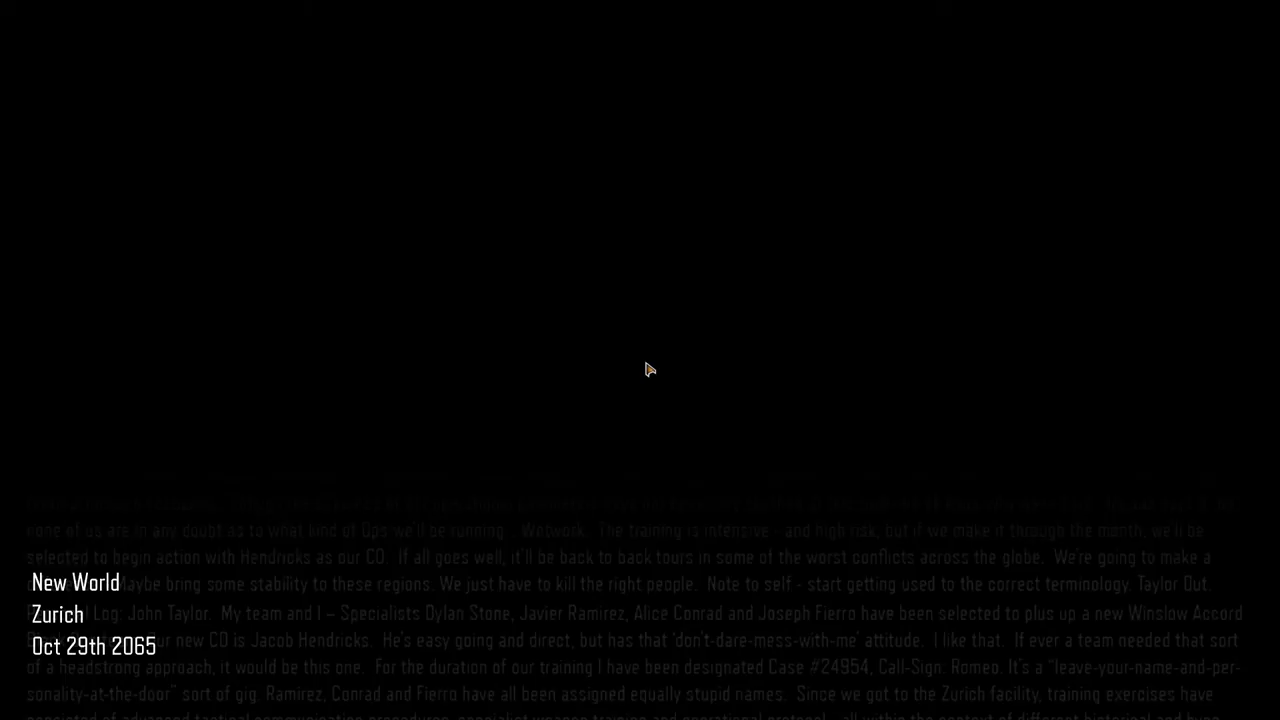 none of us are in any doubt as to what kind of Ops we'll be running. Wetwork. The training is intensive - and high risk, but if we make it through the month, we'll be
selected to begin action with Hendricks as our CO. If all goes well, it'll be back to back tours in some of the worst conflicts across the globe. We're going to make a
New World
Maybe bring some stability to these regions. We just have to kill the right people. Note to self - start getting used to the correct terminology. Taylor Out.
Zurich
Log: John Taylor. My team and I – Specialists Dylan Stone, Javier Ramirez, Alice Conrad and Joseph Fierro have been selected to plus up a new Winslow Accord
Oct 29th 2065
new CO is Jacob Hendricks. He's easy going and direct, but has that 'don't-dare-mess-with-me' attitude. I like that. If ever a team needed that sort
of a headstrong approach, it would be this one. For the duration of our training I have been designated Case #24954, Call-Sign: Romeo. It's a "leave-your-name-and-per-
sonality-at-the-door" sort of gig. Ramirez, Conrad and Fierro have all been assigned equally stupid names. Since we got to the Zurich facility, training exercises have